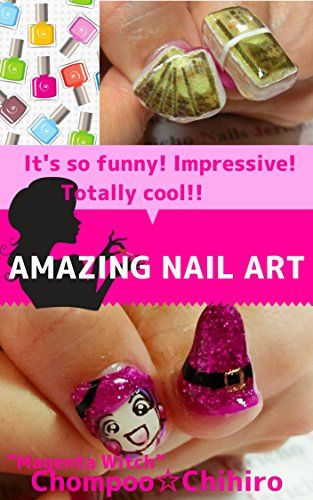 It's so funny! Impressive!
Totally cool!!
AMAZING NAIL ART
"Magenta Witch"
Chompoo☆Chihiro